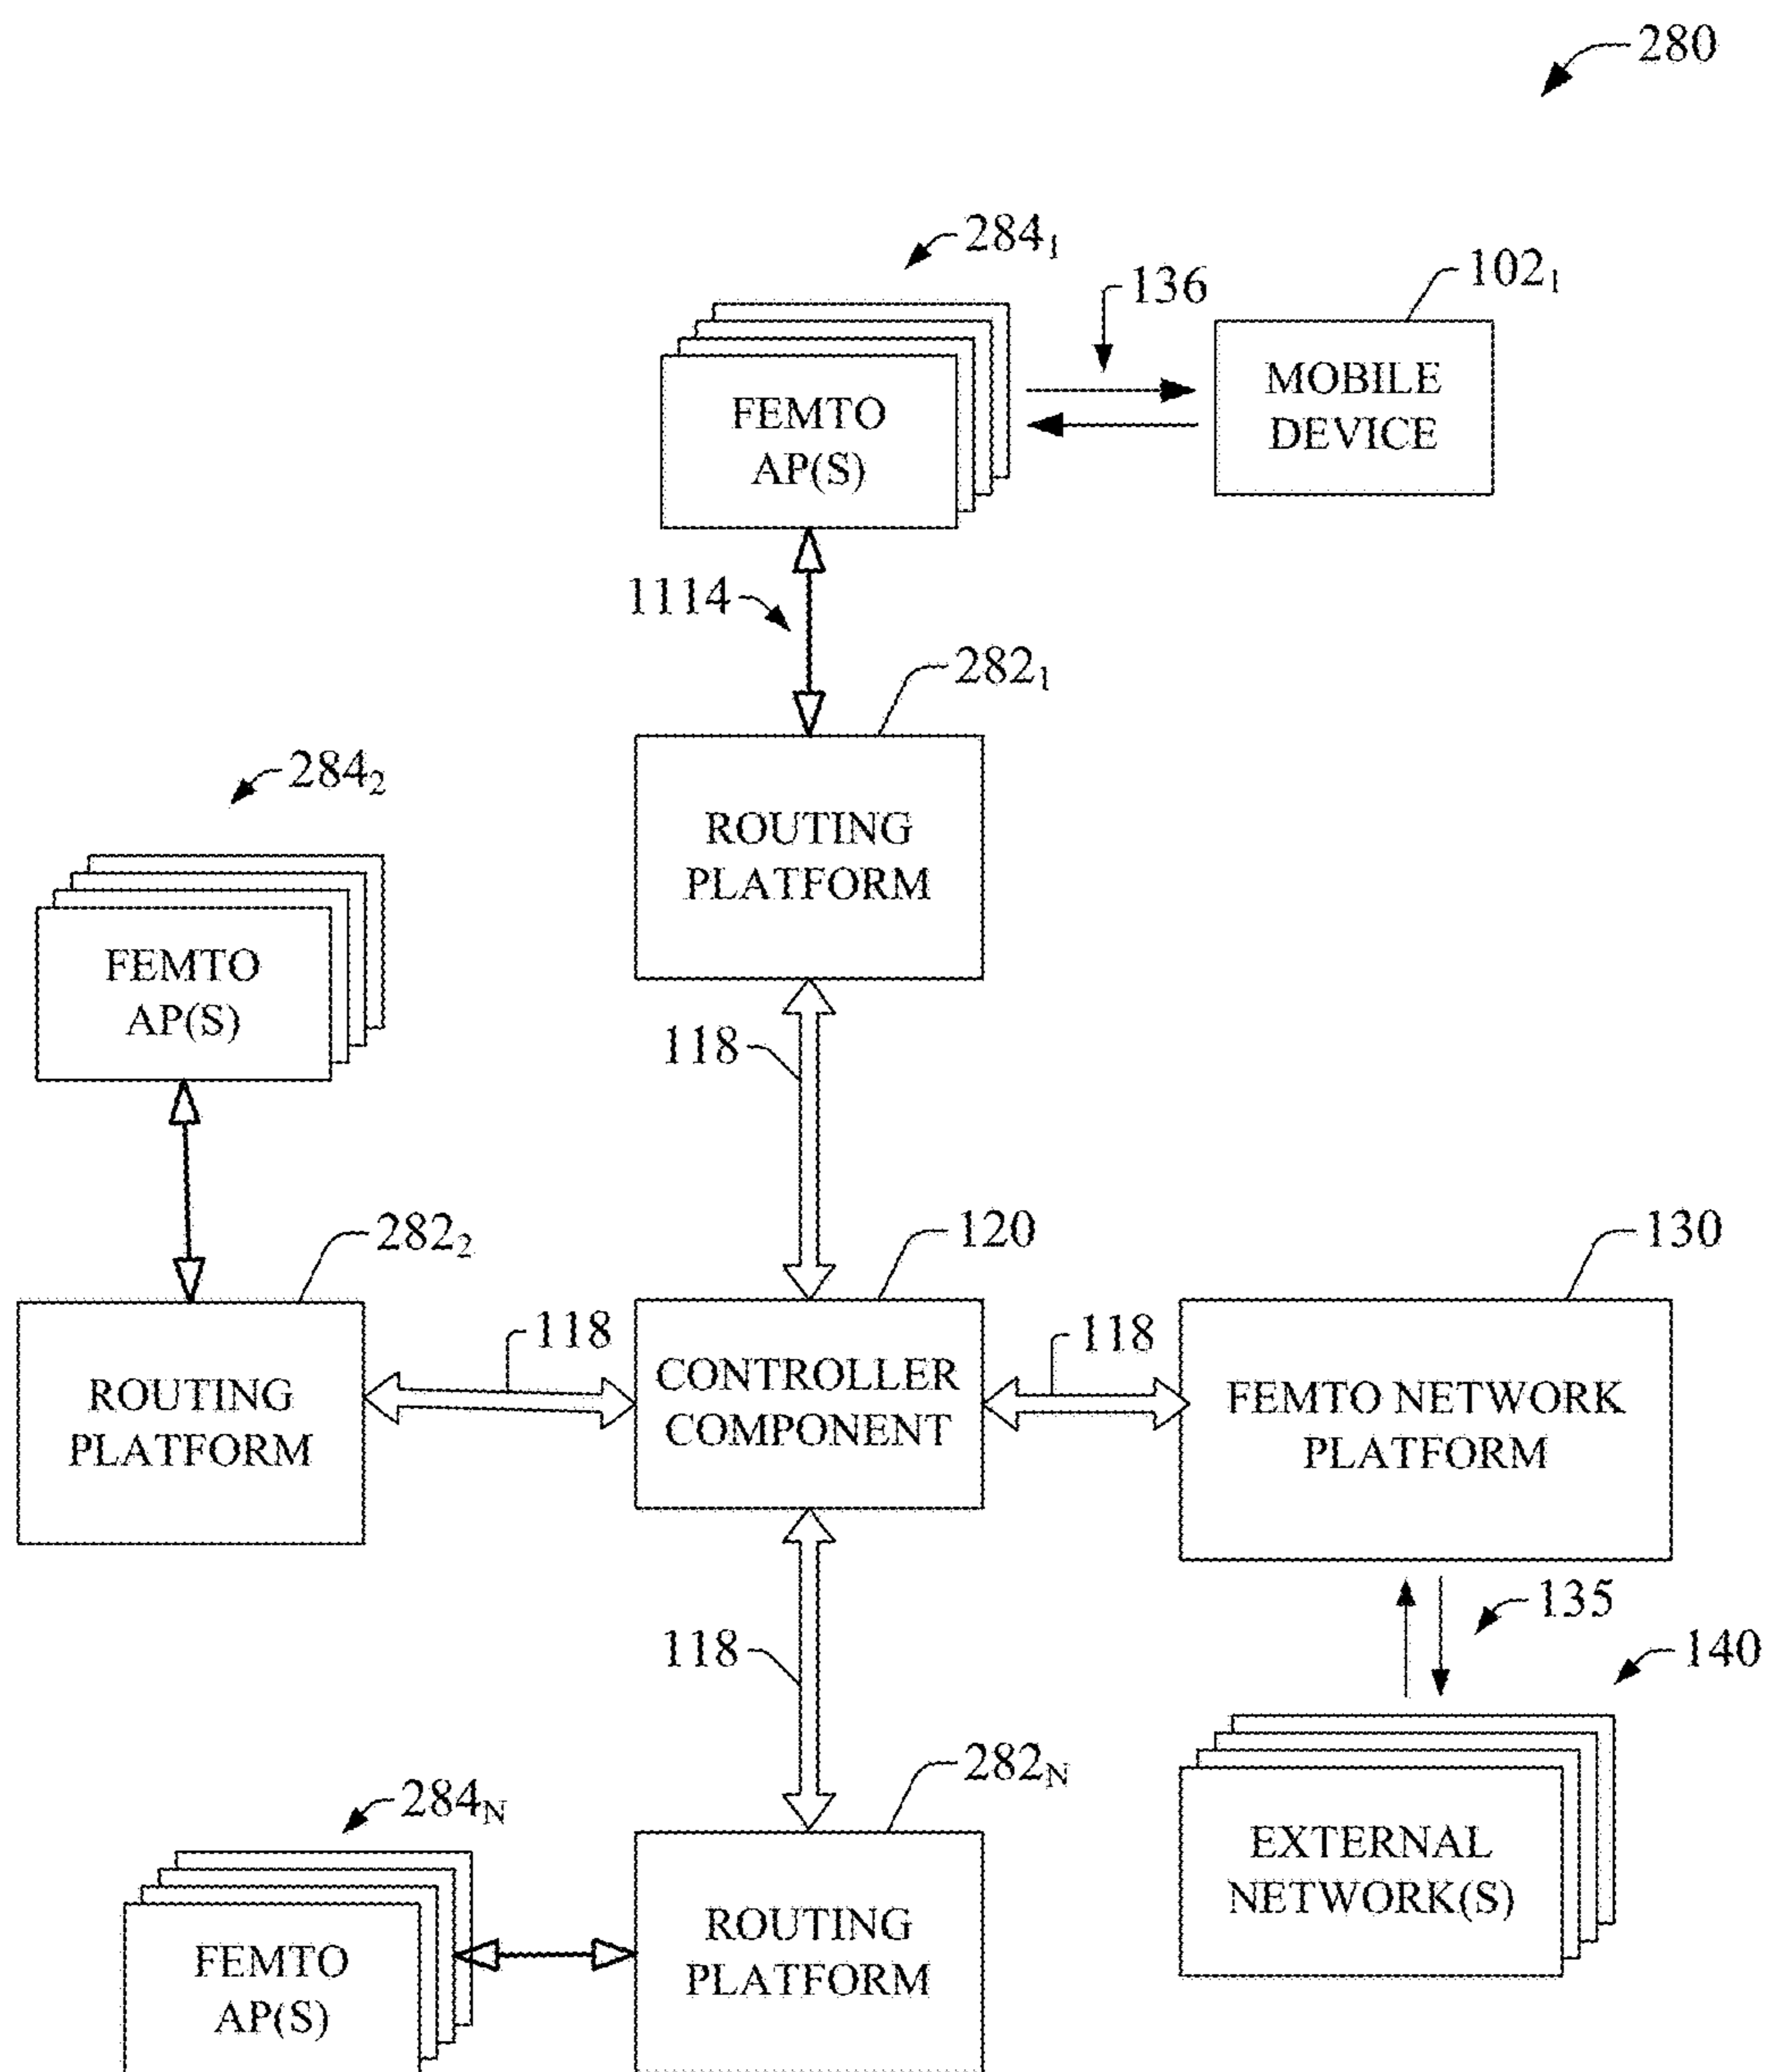 280
284₁
136
102₁
FEMTO
AP(S)
MOBILE
DEVICE
1114
282₁
ROUTING
PLATFORM
284₂
FEMTO
AP(S)
118
282₂
120
130
ROUTING
PLATFORM
118
CONTROLLER
COMPONENT
118
FEMTO NETWORK
PLATFORM
135
140
118
282N
EXTERNAL
NETWORK(S)
284N
FEMTO
AP(S)
ROUTING
PLATFORM